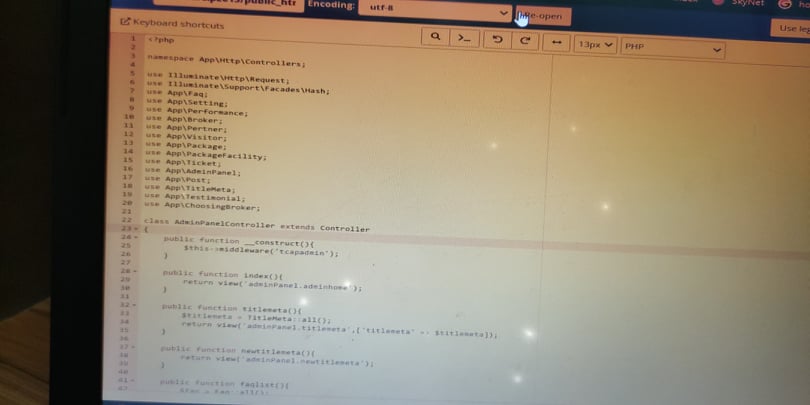 Encoding: utf-8 Re-open
SkyNet
Use leg
Keyboard shortcuts
13px PHP
1 <?php
2
3 namespace App\Http\Controllers;
4
5 use Illuminate\Http\Request;
6 use Illuminate\Support\Facades\Hash;
7 use App\Faq;
8 use App\Setting;
9 use App\Performance;
10 use App\Broker;
11 use App\Pertner;
12 use App\Visitor;
13 use App\Package;
14 use App\PackageFacility;
15 use App\Ticket;
16 use App\AdminPanel;
17 use App\Post;
18 use App\TitleMeta;
19 use App\Testimonial;
20 use App\ChoosingBroker;
21
22 class AdminPanelController extends Controller
23 {
24 public function __construct(){
25 $this->middleware('tcapadmin');
26 }
27
28 public function index(){
29 return view('adminPanel.adminhome');
30 }
31
32 public function titlemeta(){
33 $titlemeta = TitleMeta::all();
34 return view('adminPanel.titlemeta',['titlemeta' => $titlemeta]);
35 }
36
37 public function newtitlemeta(){
38 return view('adminPanel.newtitlemeta');
39 }
40
41 public function faqlist(){
42